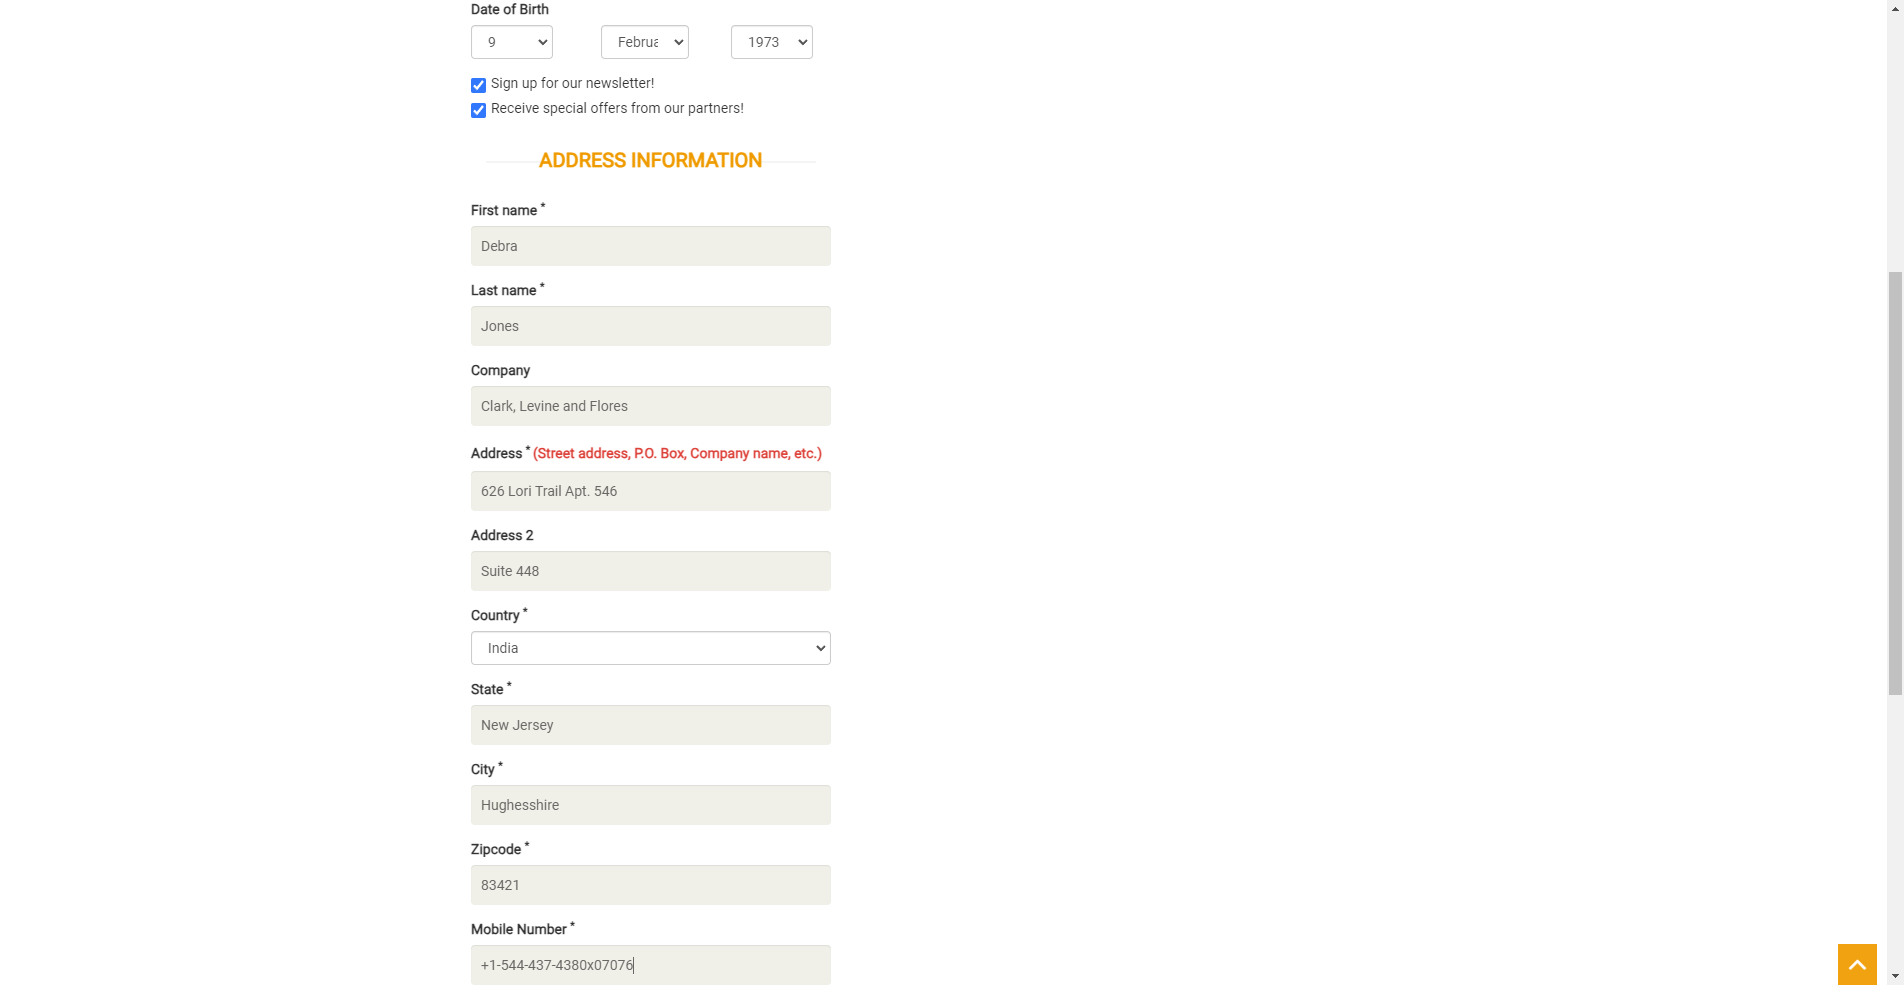 Date of Birth
9
Februa
1973
Sign up for our newsletter!
Receive special offers from our partners!
ADDRESS INFORMATION
First name *
Debra
Last name *
Jones
Company
Clark, Levine and Flores
Address * (Street address, P.O. Box, Company name, etc.)
626 Lori Trail Apt. 546
Address 2
Suite 448
Country *
India
State *
New Jersey
City *
Hughesshire
Zipcode *
83421
Mobile Number *
+1-544-437-4380x07076